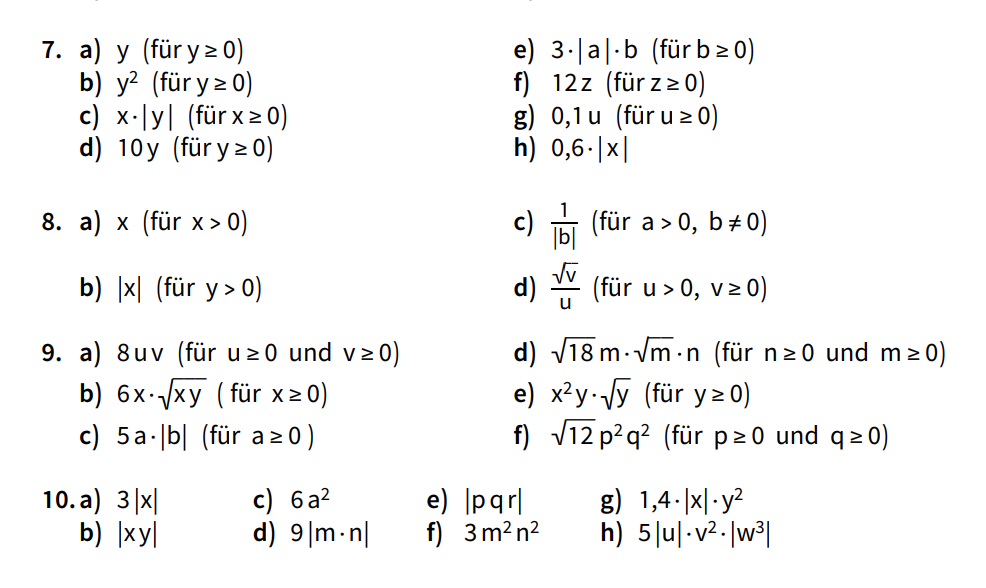 7. a) y (für y ≥ 0)
b) y² (für y ≥ 0)
c) x·|y| (für x ≥ 0)
d) 10y (für y ≥ 0)
e) 3·|a|·b (für b ≥ 0)
f) 12z (für z ≥ 0)
g) 0,1u (für u ≥ 0)
h) 0,6·|x|
8. a) x (für x > 0)
b) |x| (für y > 0)
c) 1/|b| (für a > 0, b ≠ 0)
d) √v/u (für u > 0, v ≥ 0)
9. a) 8uv (für u ≥ 0 und v ≥ 0)
b) 6x·√xy ( für x ≥ 0)
c) 5a·|b| (für a ≥ 0 )
d) √18 m·√m·n (für n ≥ 0 und m ≥ 0)
e) x²y·√y (für y ≥ 0)
f) √12 p²q² (für p ≥ 0 und q ≥ 0)
10. a) 3|x|
b) |xy|
c) 6a²
d) 9|m·n|
e) |pqr|
f) 3m²n²
g) 1,4·|x|·y²
h) 5|u|·v²·|w³|